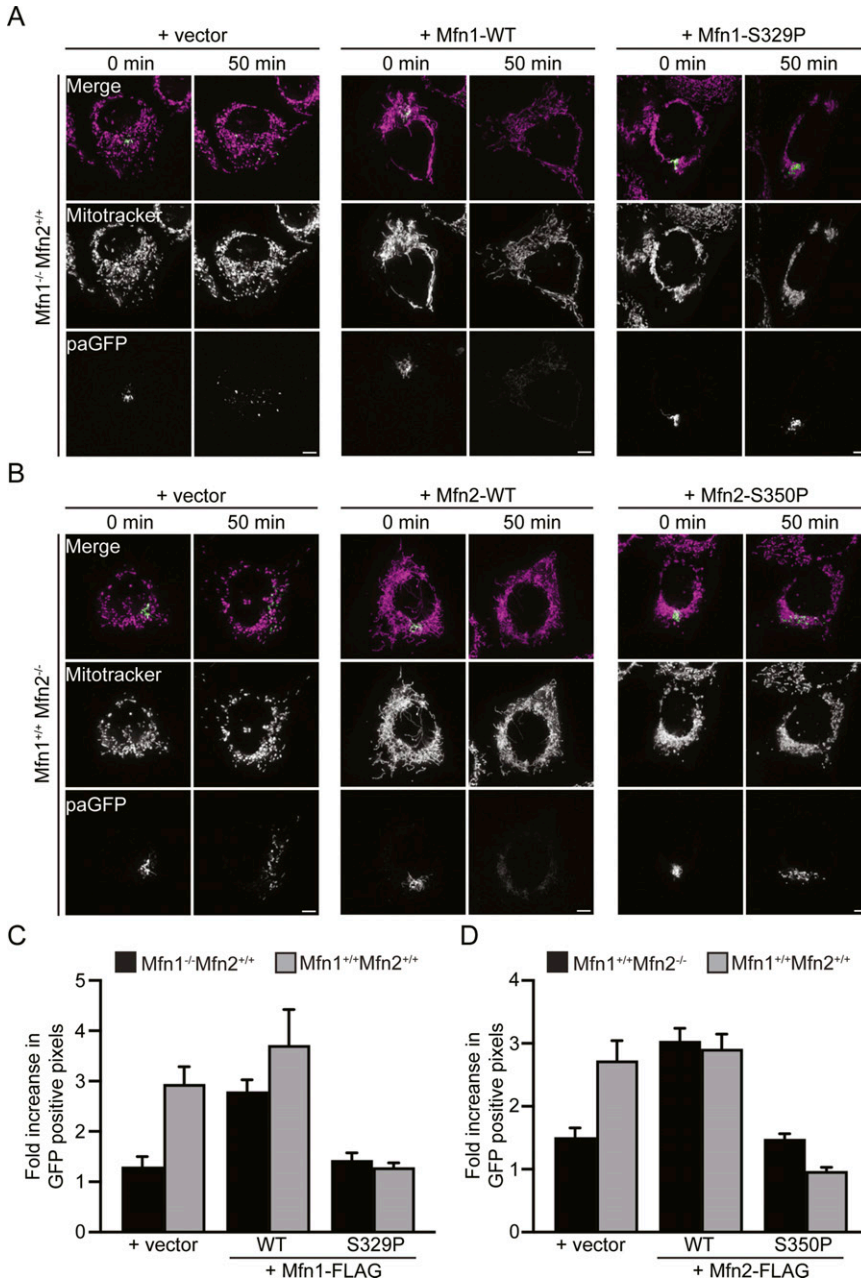 A
+ vector
+ Mfn1-WT
+ Mfn1-S329P
0 min
50 min
0 min
50 min
0 min
50 min
Mfn1-/- Mfn2+/+
Merge
Mitotracker
paGFP
B
+ vector
+ Mfn2-WT
+ Mfn2-S350P
0 min
50 min
0 min
50 min
0 min
50 min
Mfn1+/+ Mfn2-/-
Merge
Mitotracker
paGFP
C
Mfn1-/-Mfn2+/+
Mfn1+/+Mfn2+/+
Fold increanse in
GFP positive pixels
5
4
3
2
1
0
+ vector
WT
S329P
+ Mfn1-FLAG
D
Mfn1+/+Mfn2-/-
Mfn1+/+Mfn2+/+
Fold increanse in
GFP positive pixels
4
3
2
1
0
+ vector
WT
S350P
+ Mfn2-FLAG